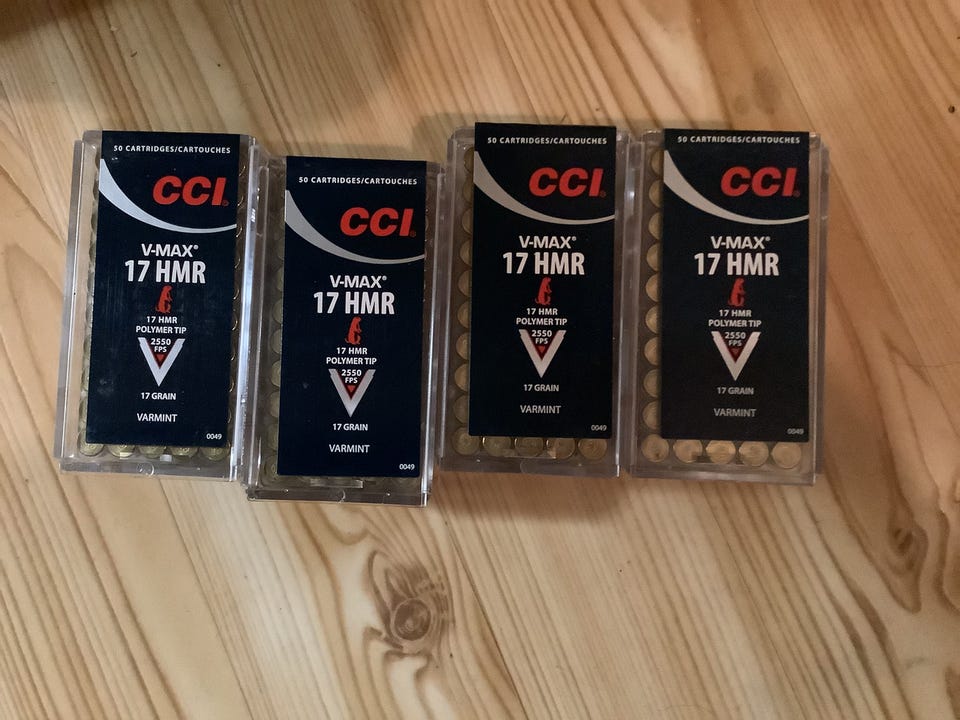 50 CARTRIDGES/CARTOUCHES
CCI®
V-MAX®
17 HMR
17 HMR
POLYMER TIP
2550
FPS
17 GRAIN
VARMINT
0049
50 CARTRIDGES/CARTOUCHES
CCI®
V-MAX®
17 HMR
17 HMR
POLYMER TIP
2550
FPS
17 GRAIN
VARMINT
0049
50 CARTRIDGES/CARTOUCHES
CCI®
V-MAX®
17 HMR
17 HMR
POLYMER TIP
2550
FPS
17 GRAIN
VARMINT
0049
50 CARTRIDGES/CARTOUCHES
CCI®
V-MAX®
17 HMR
17 HMR
POLYMER TIP
2550
FPS
17 GRAIN
VARMINT
0049